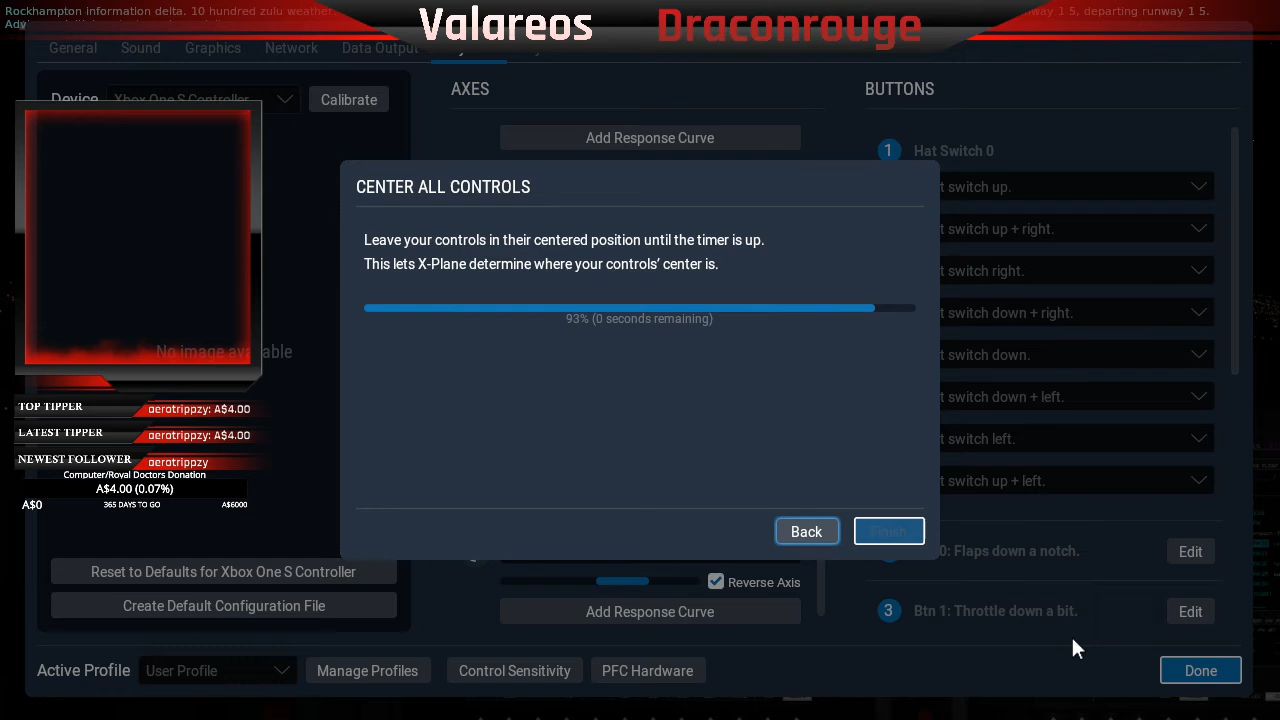 Rockhampton information delta. 10 hundred zulu weather.
way 1 5, departing runway 1 5.
Valareos Draconrouge
General Sound Graphics Network Data Output
Device Xbox One S Controller Calibrate
AXES
BUTTONS
Add Response Curve
1 Hat Switch 0
CENTER ALL CONTROLS
t switch up.
t switch up + right.
Leave your controls in their centered position until the timer is up.
This lets X-Plane determine where your controls' center is.
t switch right.
93% (0 seconds remaining)
t switch down + right.
No image available
t switch down.
t switch down + left.
TOP TIPPER aerotrippzy: A$4.00
LATEST TIPPER aerotrippzy: A$4.00
t switch left.
NEWEST FOLLOWER aerotrippzy
Computer/Royal Doctors Donation
A$4.00 (0.07%)
A$0 365 DAYS TO GO A$6000
t switch up + left.
Back Finish
0: Flaps down a notch. Edit
Reset to Defaults for Xbox One S Controller
Reverse Axis
Create Default Configuration File
Add Response Curve
3 Btn 1: Throttle down a bit. Edit
Active Profile User Profile Manage Profiles Control Sensitivity PFC Hardware Done